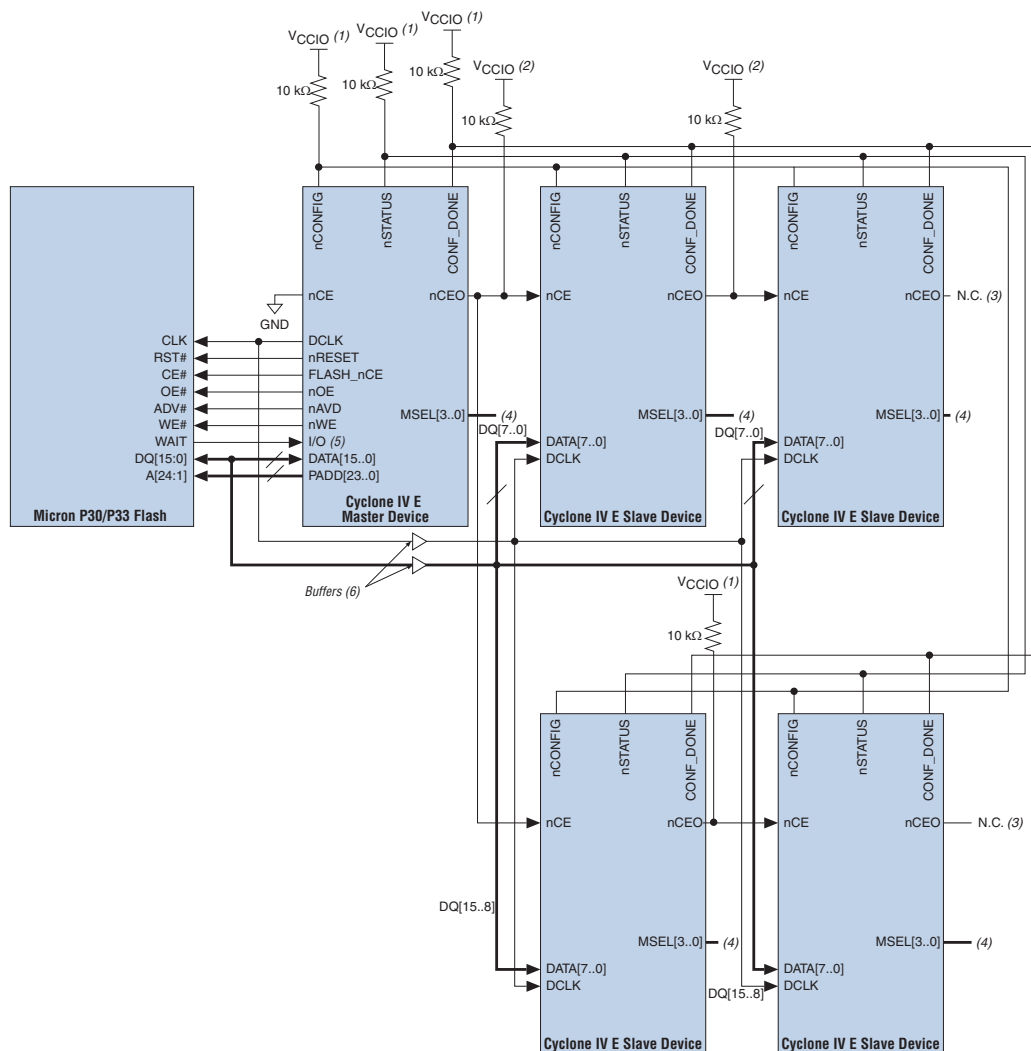 VCCIO (1)
VCCIO (1)
VCCIO (1)
VCCIO (2)
VCCIO (2)
10 kΩ
10 kΩ
10 kΩ
10 kΩ
10 kΩ
nCONFIG
nSTATUS
CONF_DONE
nCONFIG
nSTATUS
CONF_DONE
nCONFIG
nSTATUS
CONF_DONE
nCE
nCEO
nCE
nCEO
nCE
nCEO
N.C. (3)
GND
CLK
DCLK
RST#
nRESET
CE#
FLASH_nCE
OE#
nOE
ADV#
nAVD
WE#
nWE
MSEL[3..0]
(4)
MSEL[3..0]
(4)
MSEL[3..0]
(4)
WAIT
I/O (5)
DQ[7..0]
DATA[7..0]
DQ[7..0]
DATA[7..0]
DQ[15:0]
DATA[15..0]
DCLK
DCLK
A[24:1]
PADD[23..0]
Micron P30/P33 Flash
Cyclone IV E
Master Device
Cyclone IV E Slave Device
Cyclone IV E Slave Device
Buffers (6)
VCCIO (1)
10 kΩ
nCONFIG
nSTATUS
CONF_DONE
nCONFIG
nSTATUS
CONF_DONE
nCE
nCEO
nCE
nCEO
N.C. (3)
DQ[15..8]
MSEL[3..0]
(4)
MSEL[3..0]
(4)
DATA[7..0]
DCLK
DATA[7..0]
DQ[15..8]
DCLK
Cyclone IV E Slave Device
Cyclone IV E Slave Device